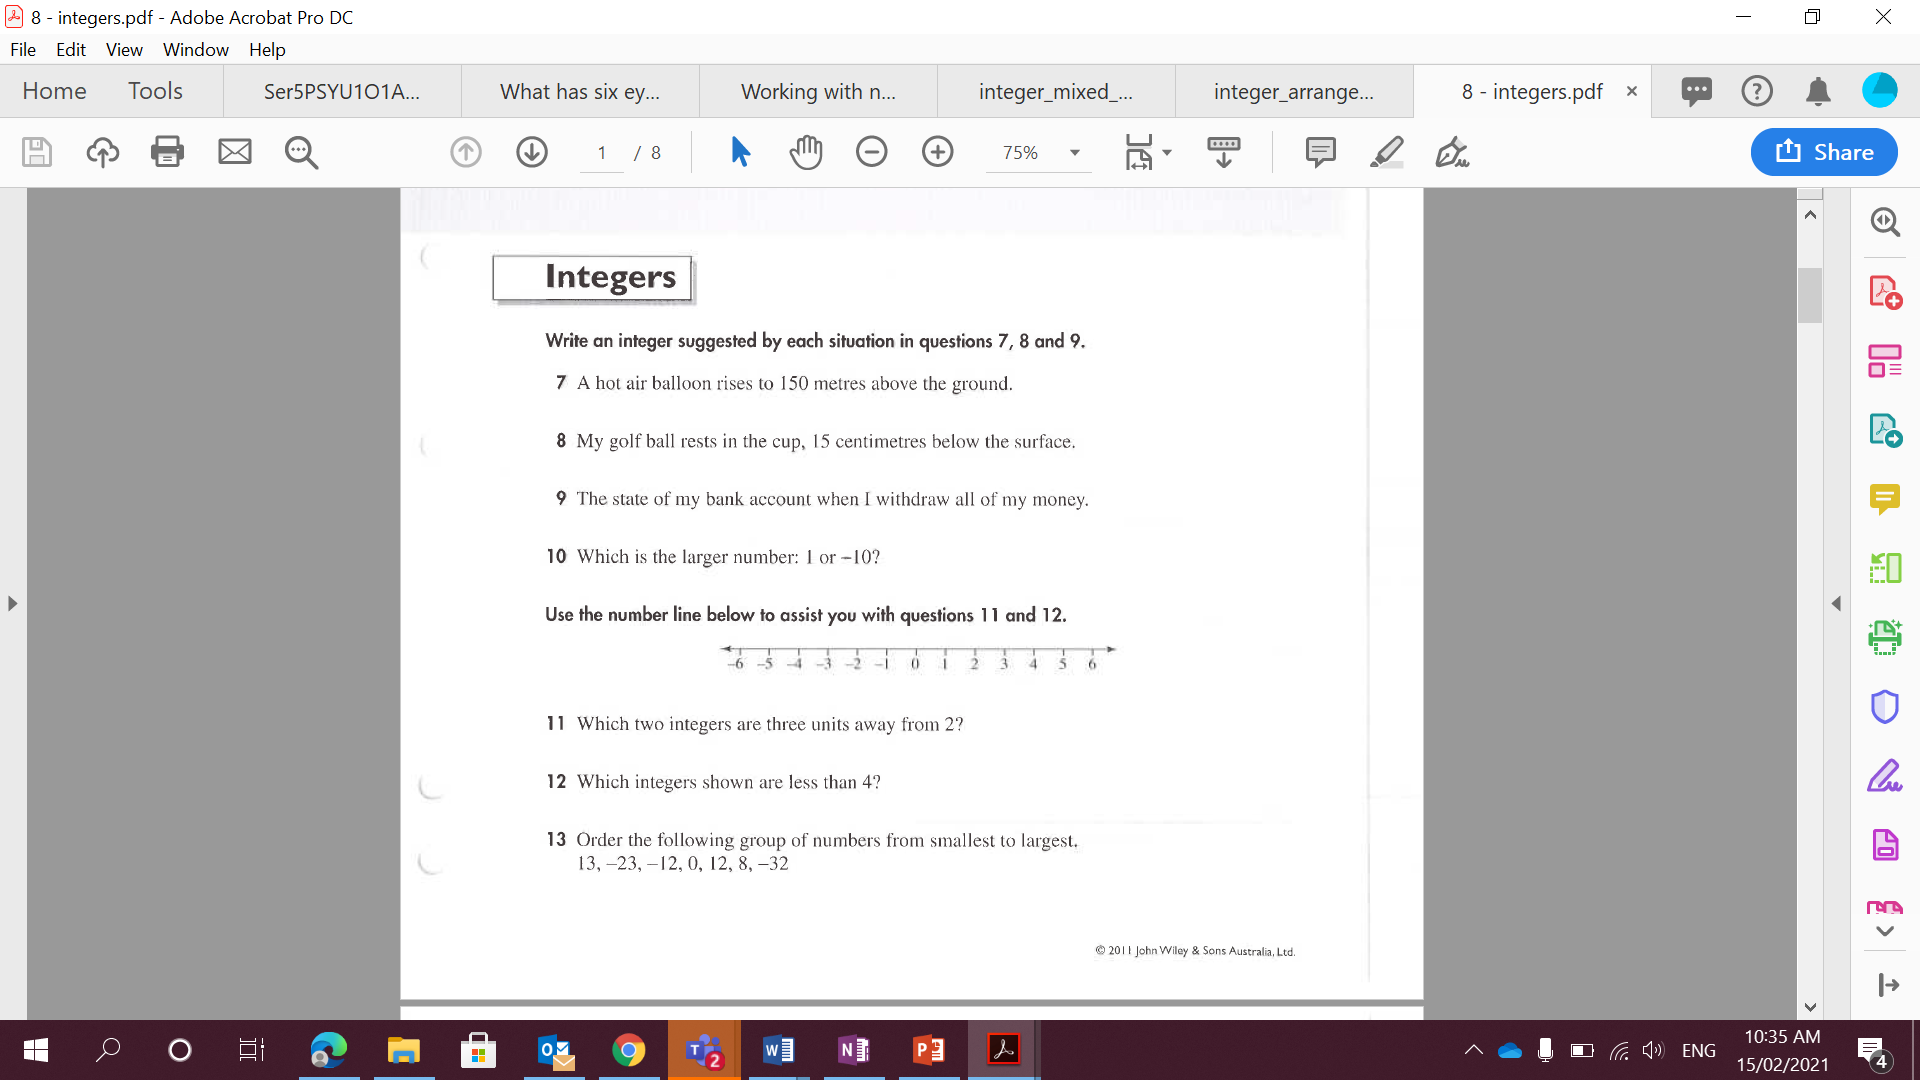 8 - integers.pdf - Adobe Acrobat Pro DC
File Edit View Window Help
Home Tools Ser5PSYU1O1A... What has six ey... Working with n... integer_mixed_... integer_arrange... 8 - integers.pdf ×
1 / 8 75% Share
Integers
Write an integer suggested by each situation in questions 7, 8 and 9.
7 A hot air balloon rises to 150 metres above the ground.
8 My golf ball rests in the cup, 15 centimetres below the surface.
9 The state of my bank account when I withdraw all of my money.
10 Which is the larger number: 1 or –10?
Use the number line below to assist you with questions 11 and 12.
–6 –5 –4 –3 –2 –1 0 1 2 3 4 5 6
11 Which two integers are three units away from 2?
12 Which integers shown are less than 4?
13 Order the following group of numbers from smallest to largest.
13, –23, –12, 0, 12, 8, –32
© 2011 John Wiley & Sons Australia, Ltd.
2 ENG 10:35 AM
15/02/2021 4